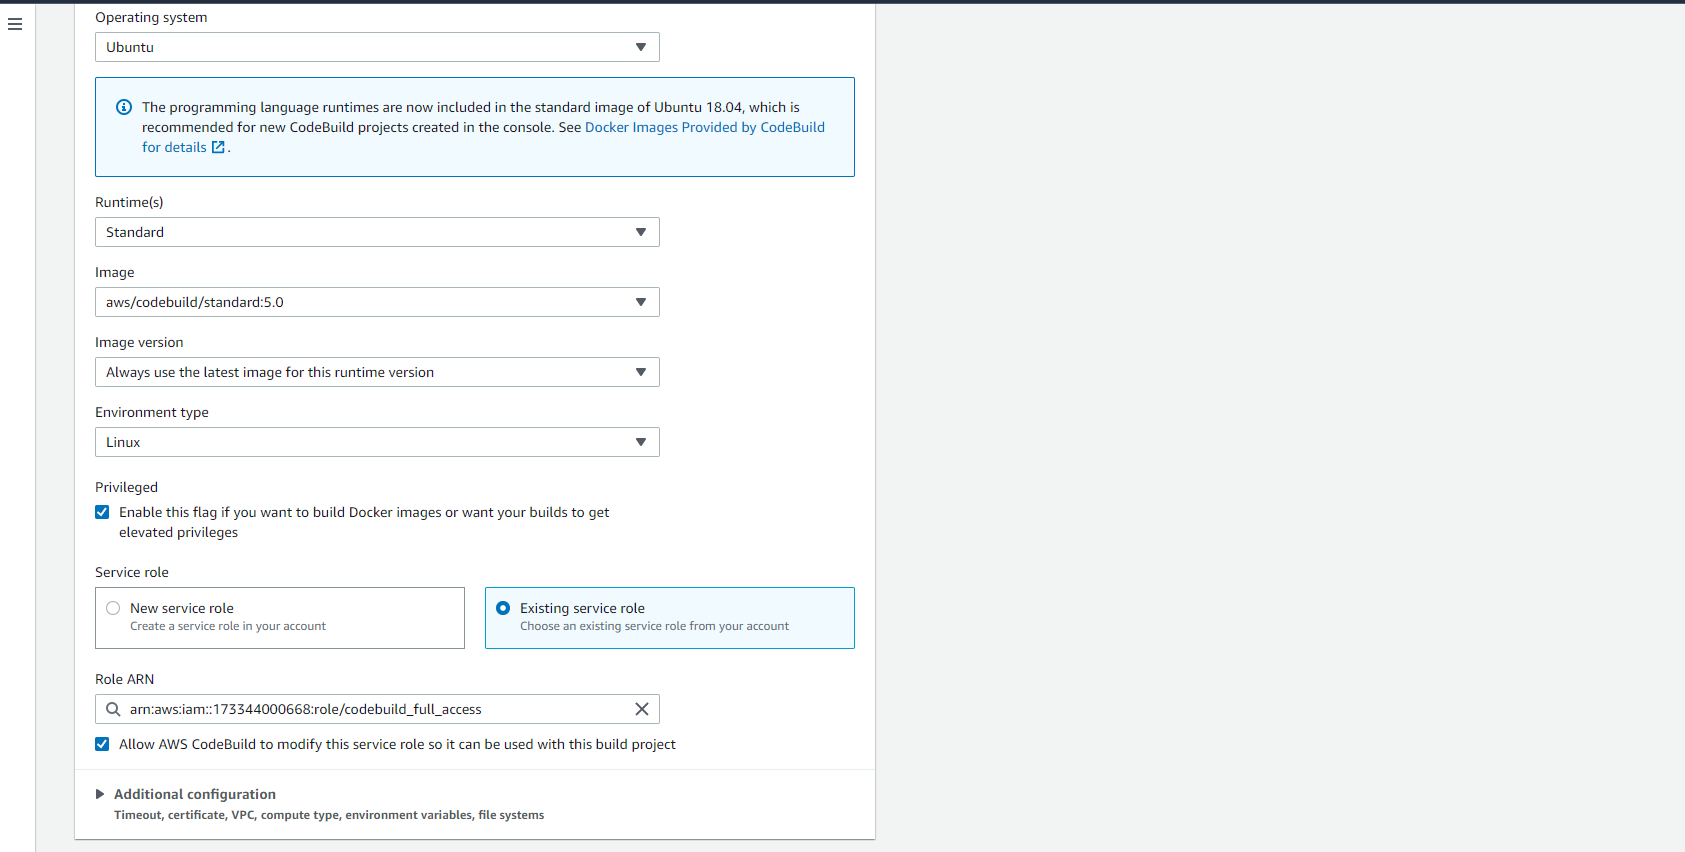 Operating system
Ubuntu
The programming language runtimes are now included in the standard image of Ubuntu 18.04, which is
recommended for new CodeBuild projects created in the console. See Docker Images Provided by CodeBuild
for details .
Runtime(s)
Standard
Image
aws/codebuild/standard:5.0
Image version
Always use the latest image for this runtime version
Environment type
Linux
Privileged
Enable this flag if you want to build Docker images or want your builds to get
elevated privileges
Service role
New service role
Create a service role in your account
Existing service role
Choose an existing service role from your account
Role ARN
arn:aws:iam::173344000668:role/codebuild_full_access
Allow AWS CodeBuild to modify this service role so it can be used with this build project
Additional configuration
Timeout, certificate, VPC, compute type, environment variables, file systems